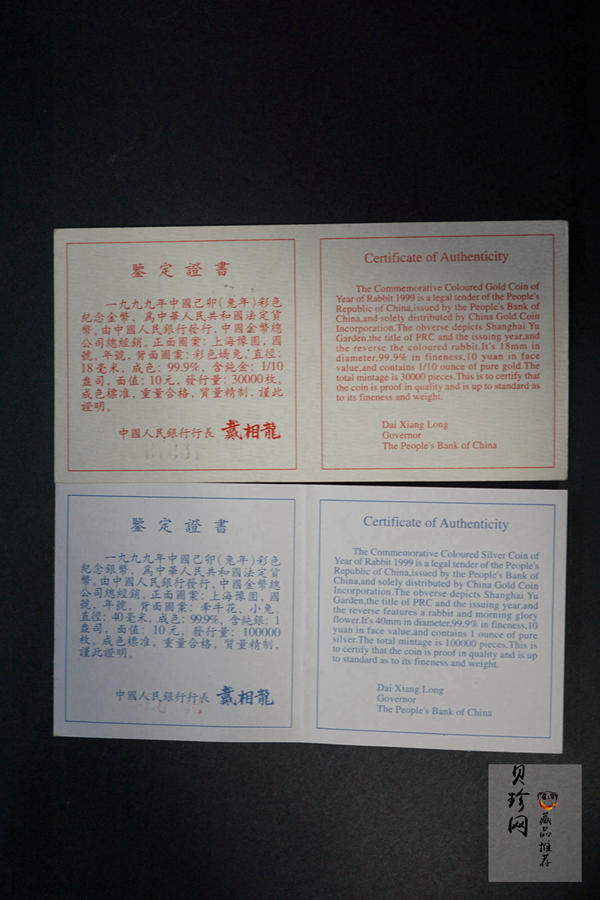 鑒定證書
一九九九年中國己卯(兔年)彩色
紀念金幣，爲中華人民共和國法定貨
幣，由中國人民銀行發行，中國金幣總
公司總經銷。正面圖案：上海豫園，國
號，年號，背面圖案：彩色嬌兔，直徑：
18毫米，成色：99.9%，含純金：1/10
盎司，面值：10元，發行量：30000枚。
成色標准，重量合格，質量精制，謹此
證明。
中國人民銀行行長 戴相龍
Certificate of Authenticity
The Commemorative Coloured Gold Coin of
Year of Rabbit 1999 is a legal tender of the People's
Republic of China,issued by the People's Bank of
China,and solely distributed by China Gold Coin
Incorporation.The obverse depicts Shanghai Yu
Garden,the title of PRC and the issuing year,and
the reverse the coloured rabbit.It's 18mm in
diameter,99.9% in fineness,10 yuan in face
value,and contains 1/10 ounce of pure gold.The
total mintage is 30000 pieces.This is to certify that
the coin is proof in quality and is up to standard as
to its fineness and weight.
Dai Xiang Long
Governor
The People's Bank of China
鑒定證書
一九九九年中國己卯(兔年)彩色
紀念銀幣，爲中華人民共和國法定貨
幣，由中國人民銀行發行，中國金幣總
公司總經銷。正面圖案：上海豫園，國
號，年號，背面圖案：牽牛花、小兔，
直徑：40毫米，成色：99.9%，含純銀：1
盎司，面值：10元，發行量：100000
枚。成色標准，重量合格，質量精制，
謹此證明。
中國人民銀行行長 戴相龍
Certificate of Authenticity
The Commemorative Coloured Silver Coin of
Year of Rabbit 1999 is a legal tender of the People's
Republic of China,issued by the People's Bank of
China,and solely distributed by China Gold Coin
Incorporation.The obverse depicts Shanghai Yu
Garden,the title of PRC and the issuing year,and
the reverse features a rabbit and morning glory
flower.It's 40mm in diameter,99.9% in fineness,10
yuan in face value,and contains 1 ounce of pure
silver.The total mintage is 100000 pieces.This is
to certify that the coin is proof in quality and is up
to standard as to its fineness and weight.
Dai Xiang Long
Governor
The People's Bank of China
贝珍网
藏品推荐